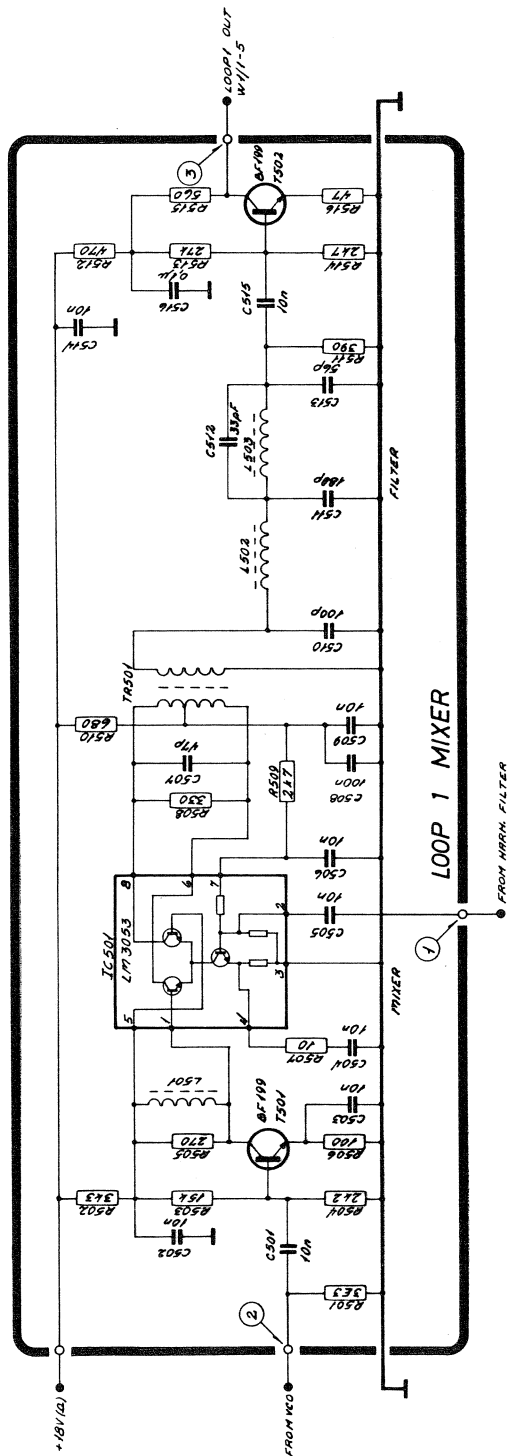 +18V(a)
FROM VCO
2
R501
3E3
C501
10n
C502
10n
R502
3k3
R503
15k
R504
2k2
R505
270
L501
BF199
T501
R506
100
C503
10n
R507
10
C504
10n
IC501
LM3053
5
1
4
3
8
6
7
2
C505
10n
C506
10n
MIXER
1
FROM HARM. FILTER
LOOP 1 MIXER
R508
330
C507
47p
R509
2k7
R510
680
C508
100n
C509
10n
TR501
C510
100p
L502
C511
180p
C512
33pF
L503
C513
56p
R511
390
FILTER
C514
10n
C515
10n
C516
0,1µ
R512
470
R513
27k
R514
2k7
R515
560
BF199
T502
R516
47
3
LOOP1 OUT
W1/1-5